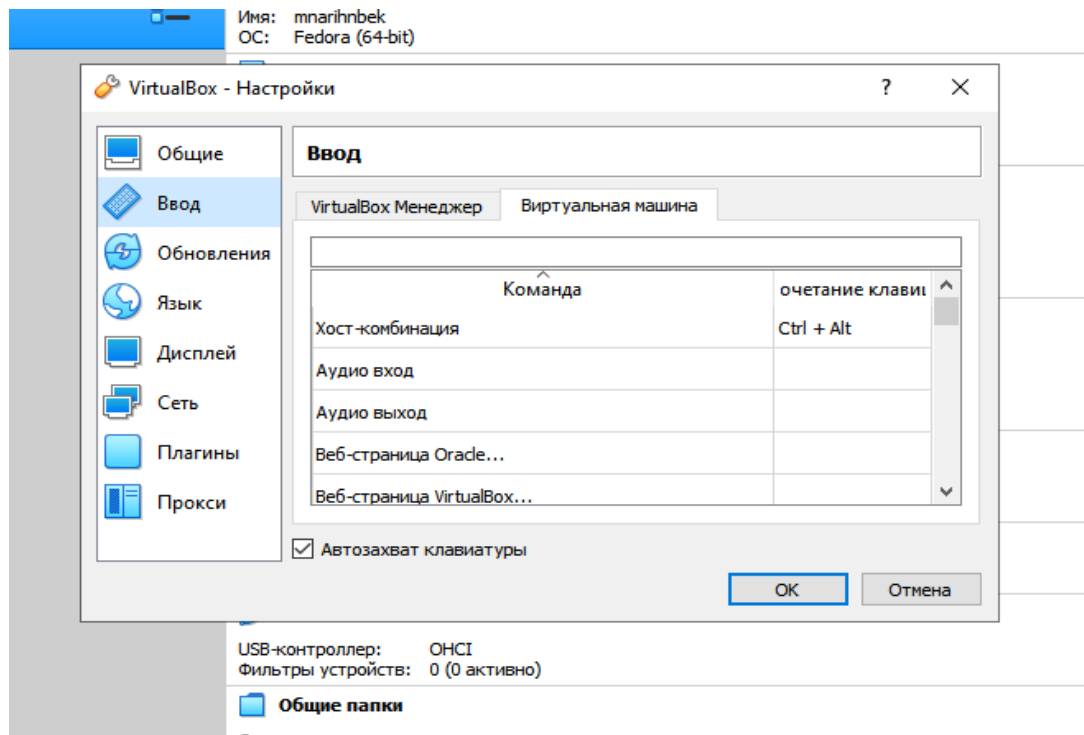 Имя: mnarihnbek
ОС: Fedora (64-bit)
VirtualBox - Настройки ? ×
Общие
Ввод
Обновления
Язык
Дисплей
Сеть
Плагины
Прокси
Ввод
VirtualBox Менеджер Виртуальная машина
Команда очетание клавиш
Хост-комбинация Ctrl + Alt
Аудио вход
Аудио выход
Веб-страница Oracle...
Веб-страница VirtualBox...
Автозахват клавиатуры
OK Отмена
USB-контроллер: OHCI
Фильтры устройств: 0 (0 активно)
Общие папки